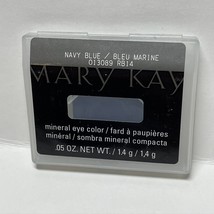 NAVY BLUE / BLEU MARINE
013089 RB14
MARY KAY
mineral eye color / fard à paupières
minéral / sombra mineral compacta
.05 OZ. NET WT. / 1,4 g / 1,4g